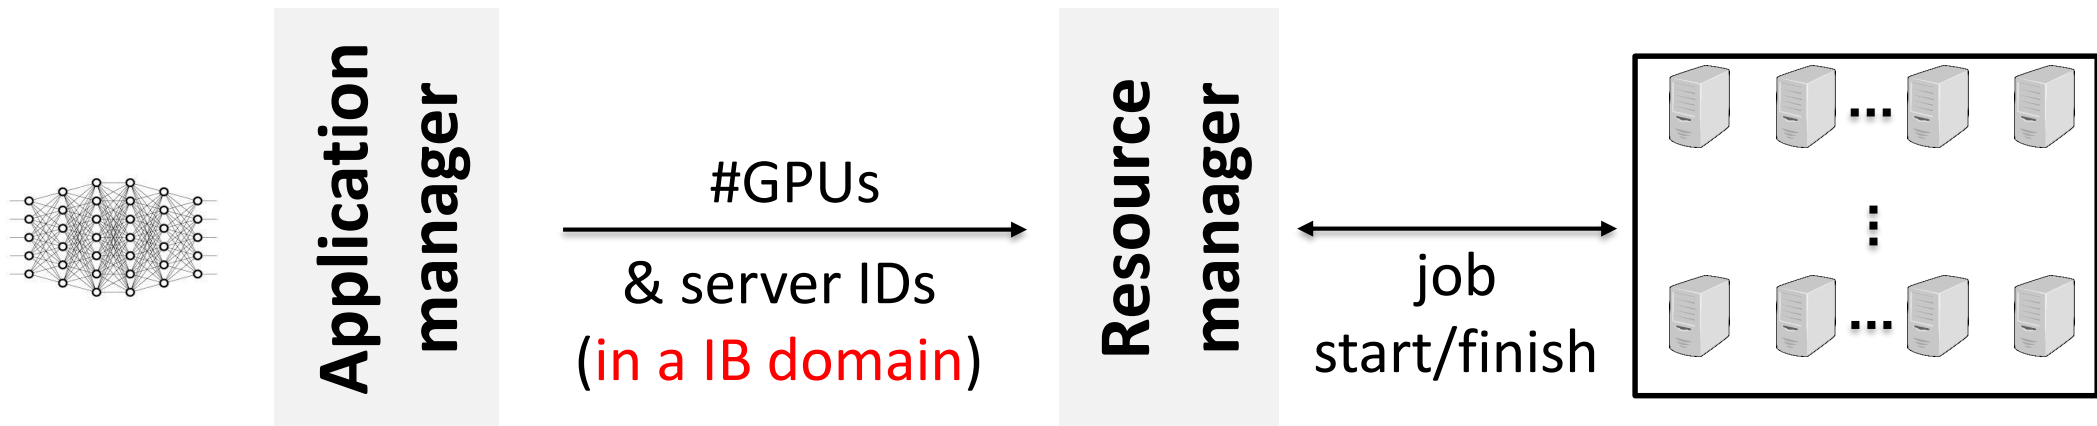 Application
manager
#GPUs
& server IDs
(in a IB domain)
Resource
manager
job
start/finish